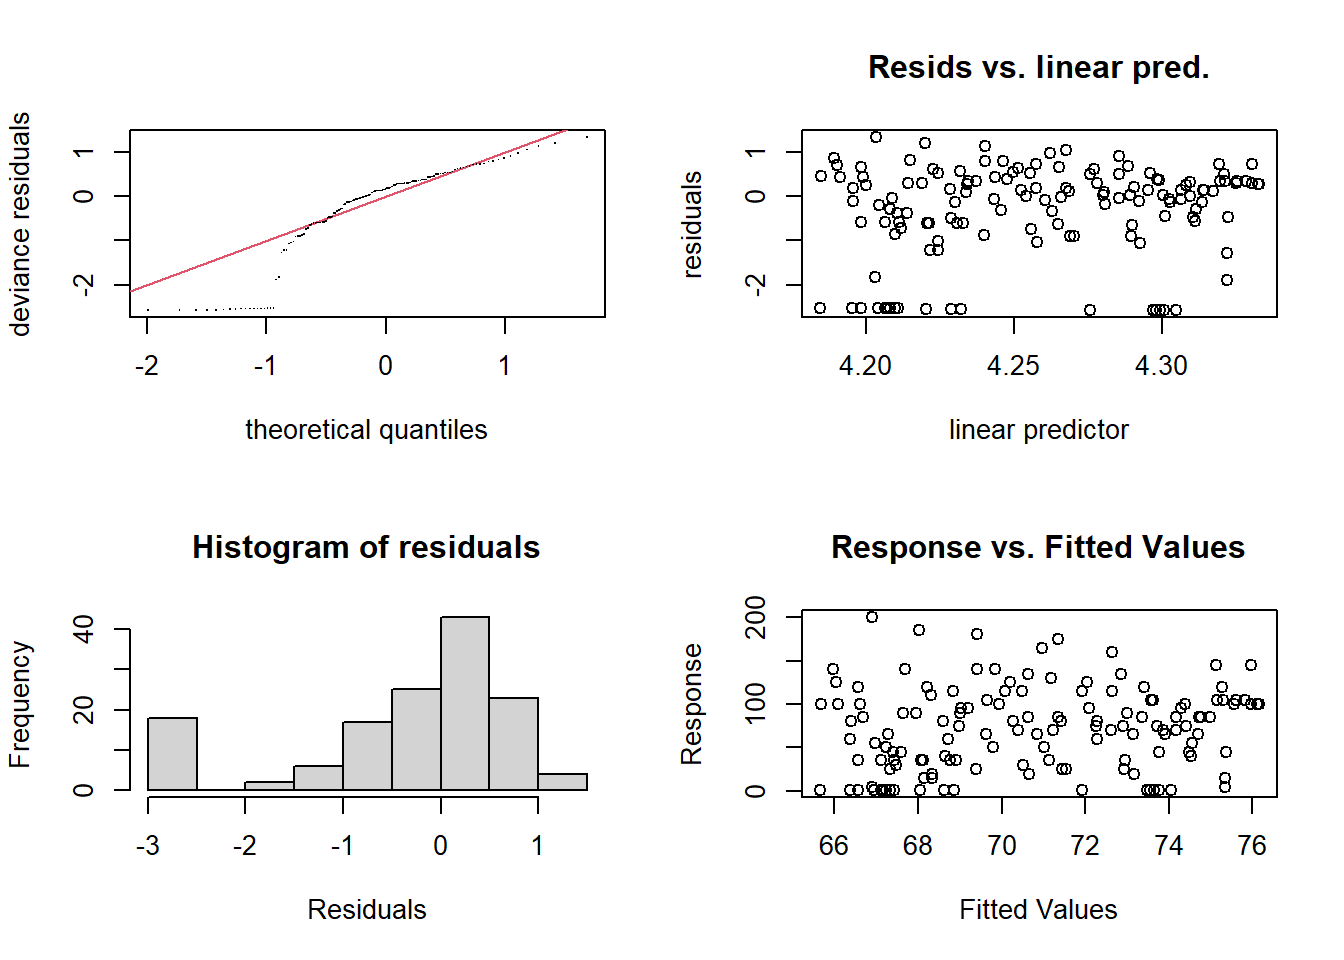 deviance residuals
1
0
-2
-2
-1
0
1
theoretical quantiles
Resids vs. linear pred.
residuals
1
0
-2
4.20
4.25
4.30
linear predictor
Histogram of residuals
Frequency
40
20
0
-3
-2
-1
0
1
Residuals
Response vs. Fitted Values
Response
200
100
0
66
68
70
72
74
76
Fitted Values